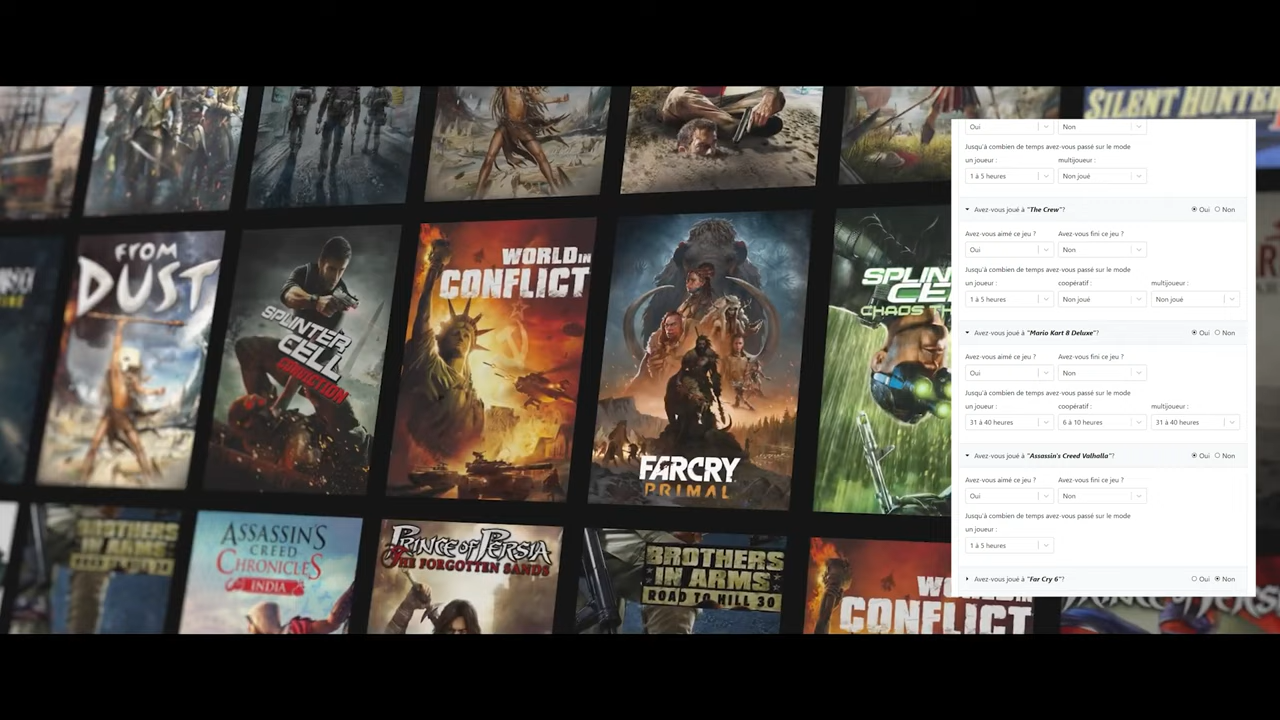 SILENT HUNTER
FROM
DUST
SPLINTER
CELL
CONVICTION
WORLD IN
CONFLICT
FARCRY
PRIMAL
SPLIN
CE
CHAOS TH
BROTHERS
IN ARMS
ROAD TO HILL 30
ASSASSIN'S
CREED
CHRONICLES
INDIA
PRINCE OF PERSIA
THE FORGOTTEN SANDS
BROTHERS
IN ARMS
ROAD TO HILL 30
WO
CONFLICT
Oui Non
Jusqu'à combien de temps avez-vous passé sur le mode
un joueur : multijoueur :
1 à 5 heures Non joué
Avez-vous joué à "The Crew"? Oui Non
Avez-vous aimé ce jeu ? Avez-vous fini ce jeu ?
Oui Non
Jusqu'à combien de temps avez-vous passé sur le mode
un joueur : coopératif : multijoueur :
1 à 5 heures Non joué Non joué
Avez-vous joué à "Mario Kart 8 Deluxe"? Oui Non
Avez-vous aimé ce jeu ? Avez-vous fini ce jeu ?
Oui Non
Jusqu'à combien de temps avez-vous passé sur le mode
un joueur : coopératif : multijoueur :
31 à 40 heures 6 à 10 heures 31 à 40 heures
Avez-vous joué à "Assassin's Creed Valhalla"? Oui Non
Avez-vous aimé ce jeu ? Avez-vous fini ce jeu ?
Oui Non
Jusqu'à combien de temps avez-vous passé sur le mode
un joueur :
1 à 5 heures
Avez-vous joué à "Far Cry 6"? Oui Non